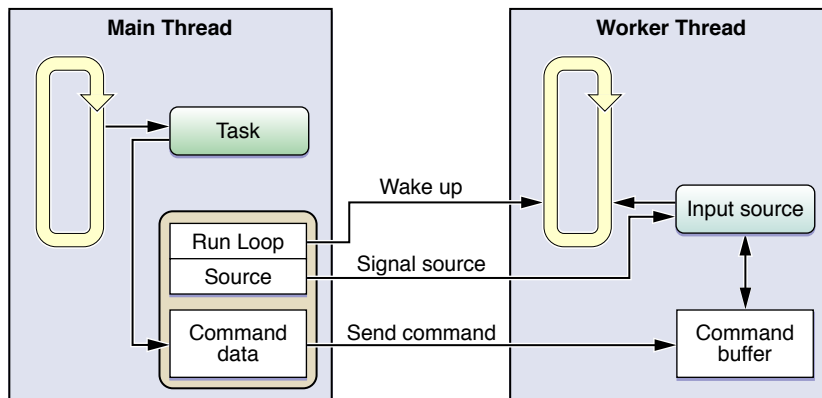 Main Thread
Worker Thread
Task
Wake up
Input source
Run Loop
Source
Signal source
Command
data
Send command
Command
buffer